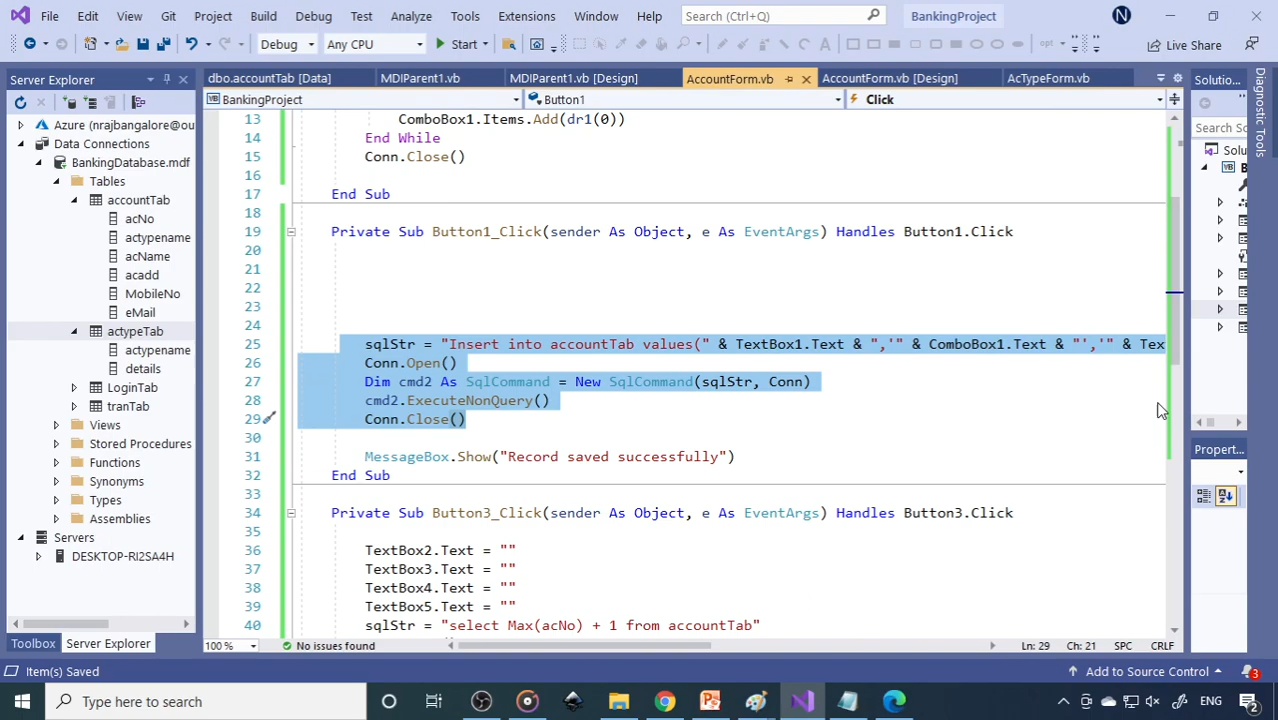 File Edit View Git Project Build Debug Test Analyze Tools Extensions Window Help Search (Ctrl+Q) BankingProject N
Debug Any CPU Start Live Share
Server Explorer
dbo.accountTab [Data] MDIParent1.vb MDIParent1.vb [Design] AccountForm.vb AccountForm.vb [Design] AcTypeForm.vb
Solutio...
BankingProject Button1 Click
Search So
Azure (nrajbangalore@ou
Data Connections
BankingDatabase.mdf
Tables
accountTab
acNo
actypename
acName
acadd
MobileNo
eMail
actypeTab
actypename
details
LoginTab
tranTab
Views
Stored Procedures
Functions
Synonyms
Types
Assemblies
Servers
DESKTOP-RI2SA4H
Toolbox Server Explorer
13 ComboBox1.Items.Add(dr1(0))
14 End While
15 Conn.Close()
16
17 End Sub
18
19 Private Sub Button1_Click(sender As Object, e As EventArgs) Handles Button1.Click
20
21
22
23
24
25 sqlStr = "Insert into accountTab values(" & TextBox1.Text & ",'" & ComboBox1.Text & "','" & Tex
26 Conn.Open()
27 Dim cmd2 As SqlCommand = New SqlCommand(sqlStr, Conn)
28 cmd2.ExecuteNonQuery()
29 Conn.Close()
30
31 MessageBox.Show("Record saved successfully")
32 End Sub
33
34 Private Sub Button3_Click(sender As Object, e As EventArgs) Handles Button3.Click
35
36 TextBox2.Text = ""
37 TextBox3.Text = ""
38 TextBox4.Text = ""
39 TextBox5.Text = ""
40 sqlStr = "select Max(acNo) + 1 from accountTab"
100 % No issues found Ln: 29 Ch: 21 SPC CRLF
Solu
B
Propert...
Diagnostic Tools
Item(s) Saved Add to Source Control 3
Type here to search ENG 2